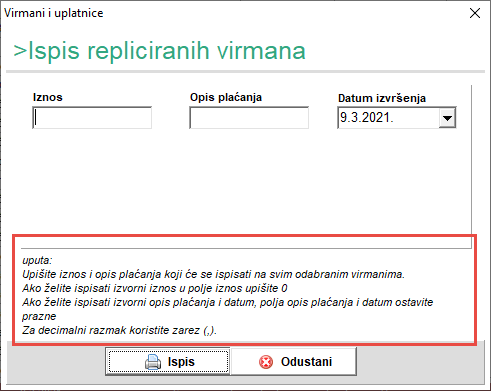 Virmani i uplatnice
>Ispis repliciranih virmana
Iznos Opis plaćanja Datum izvršenja
9.3.2021.
uputa:
Upišite iznos i opis plaćanja koji će se ispisati na svim odabranim virmanima.
Ako želite ispisati izvorni iznos u polje iznos upišite 0
Ako želite ispisati izvorni opis plaćanja i datum, polja opis plaćanja i datum ostavite
prazne
Za decimalni razmak koristite zarez (,).
Ispis Odustani